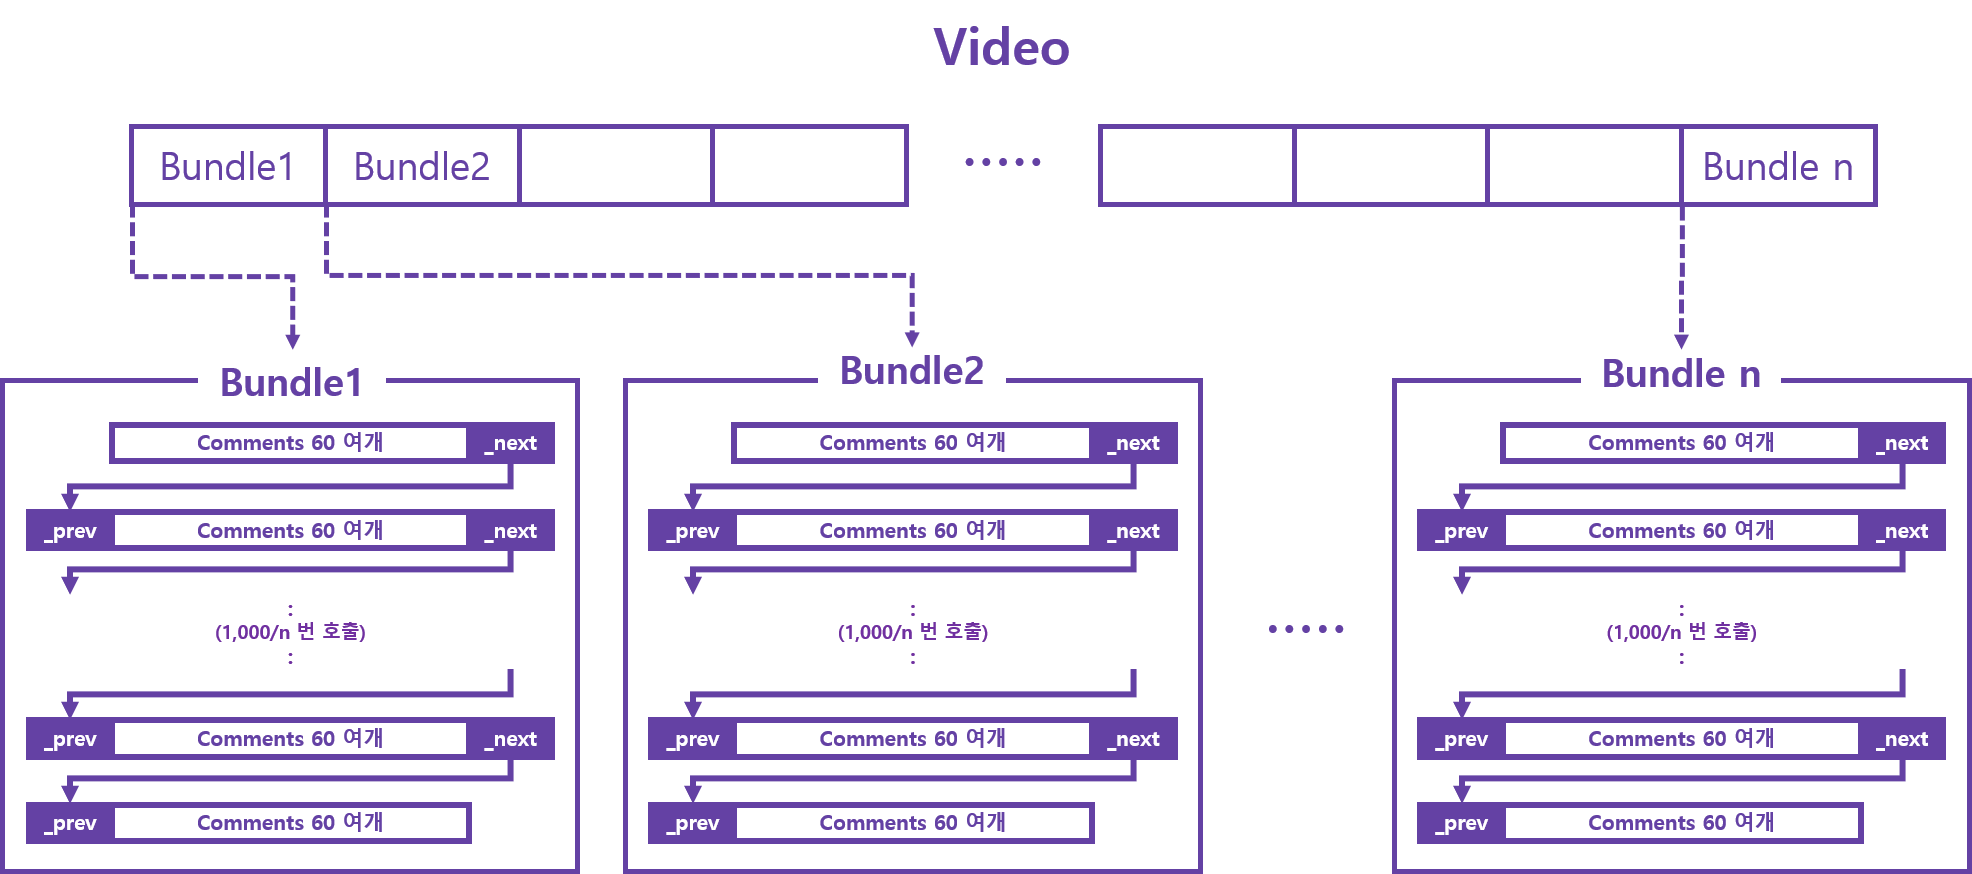 Video
Bundle1 Bundle2 ····· Bundle n
Bundle1
Comments 60 여개 _next
_prev Comments 60 여개 _next
:
(1,000/n 번 호출)
:
_prev Comments 60 여개 _next
_prev Comments 60 여개
Bundle2
Comments 60 여개 _next
_prev Comments 60 여개 _next
:
(1,000/n 번 호출)
:
_prev Comments 60 여개 _next
_prev Comments 60 여개
·····
Bundle n
Comments 60 여개 _next
_prev Comments 60 여개 _next
:
(1,000/n 번 호출)
:
_prev Comments 60 여개 _next
_prev Comments 60 여개